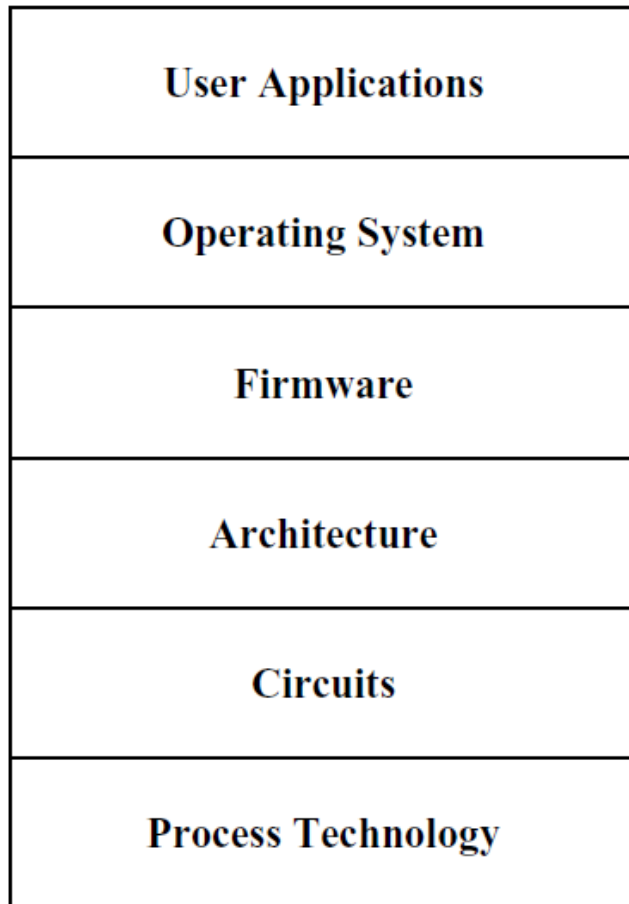 User Applications
Operating System
Firmware
Architecture
Circuits
Process Technology